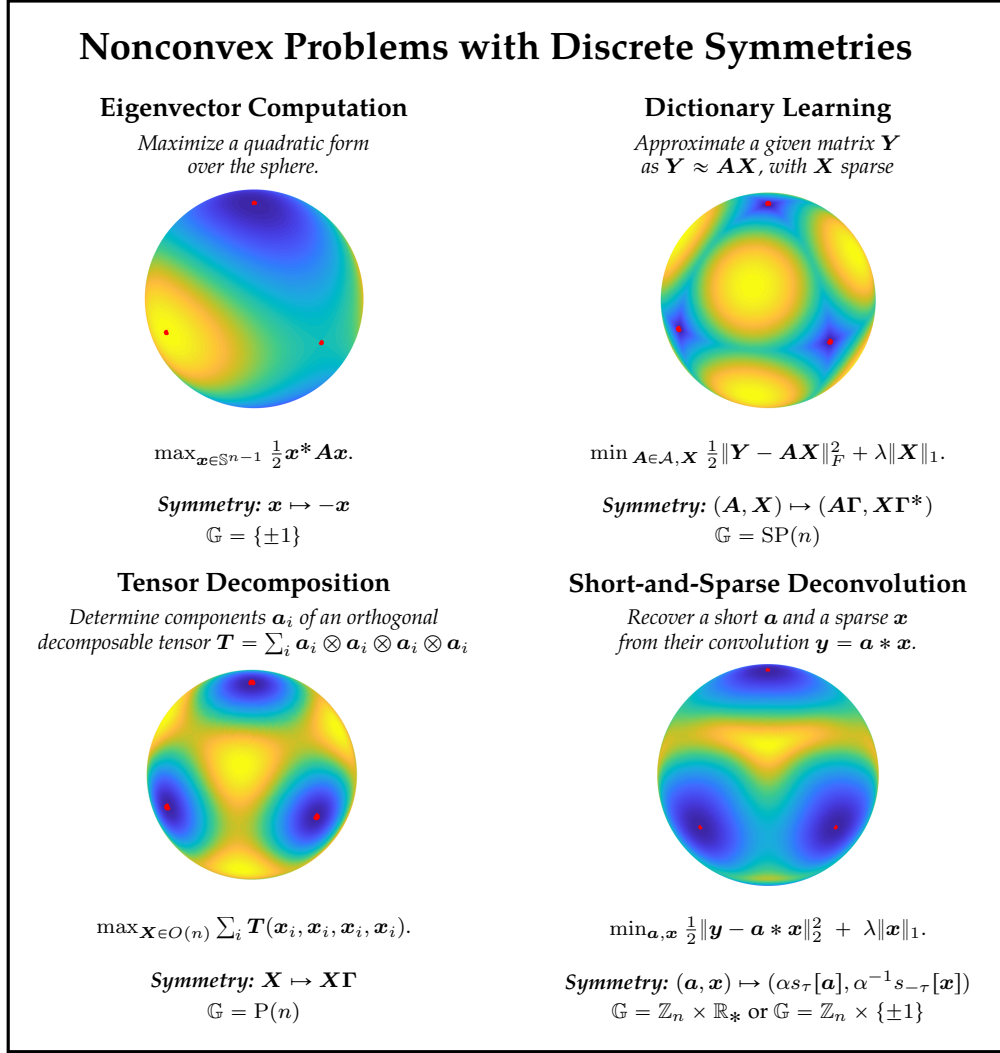 Nonconvex Problems with Discrete Symmetries
Eigenvector Computation
Maximize a quadratic form
over the sphere.
max_{x∈𝕊^{n−1}} ½ x* A x.
Symmetry: x ↦ −x
𝔾 = {±1}
Dictionary Learning
Approximate a given matrix Y
as Y ≈ AX, with X sparse
min_{A∈𝒜,X} ½‖Y − AX‖²_F + λ‖X‖₁.
Symmetry: (A, X) ↦ (AΓ, XΓ*)
𝔾 = SP(n)
Tensor Decomposition
Determine components a_i of an orthogonal
decomposable tensor T = ∑_i a_i ⊗ a_i ⊗ a_i ⊗ a_i
max_{X∈O(n)} ∑_i T(x_i, x_i, x_i, x_i).
Symmetry: X ↦ XΓ
𝔾 = P(n)
Short-and-Sparse Deconvolution
Recover a short a and a sparse x
from their convolution y = a ∗ x.
min_{a,x} ½‖y − a ∗ x‖²₂ + λ‖x‖₁.
Symmetry: (a, x) ↦ (αs_τ[a], α^{−1}s_{−τ}[x])
𝔾 = ℤ_n × ℝ_* or 𝔾 = ℤ_n × {±1}